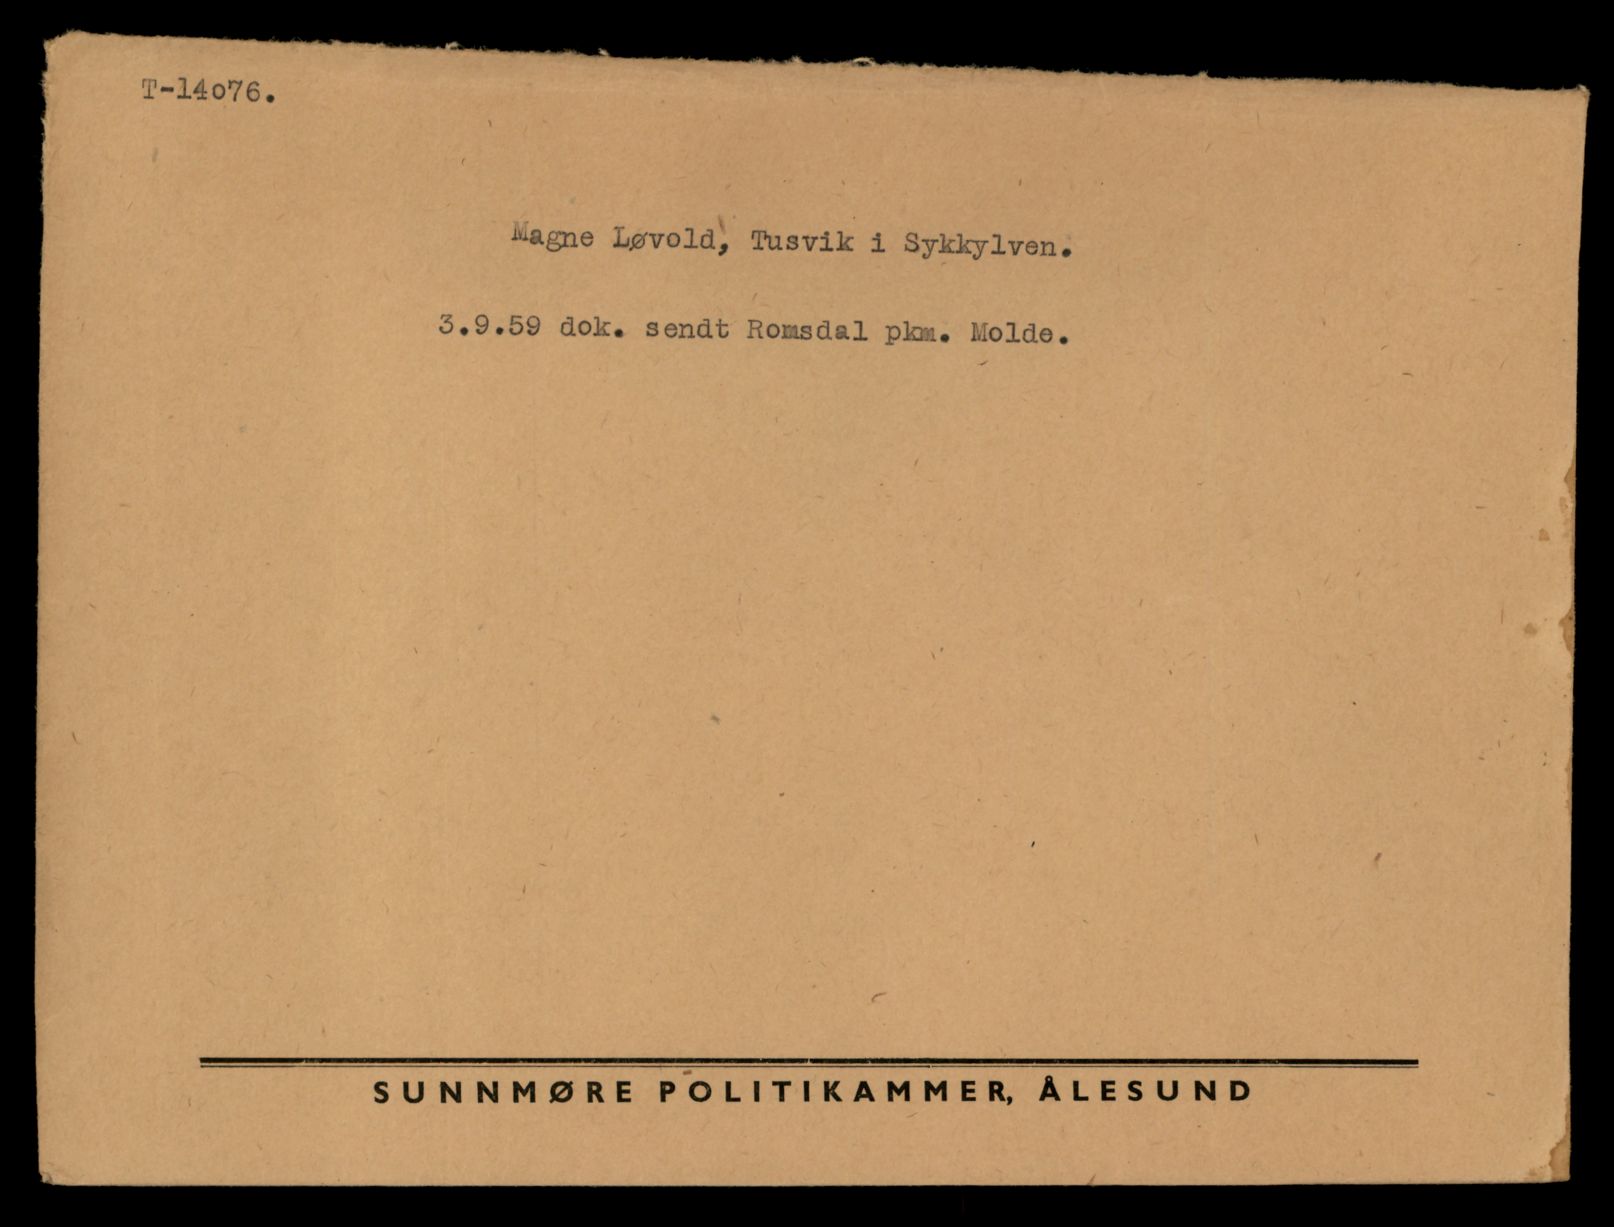 T-14o76.
Magne Løvold, Tusvik i Sykkylven.
3.9.59 dok. sendt Romsdal pkm. Molde.
SUNNMØRE POLITIKAMMER, ÅLESUND